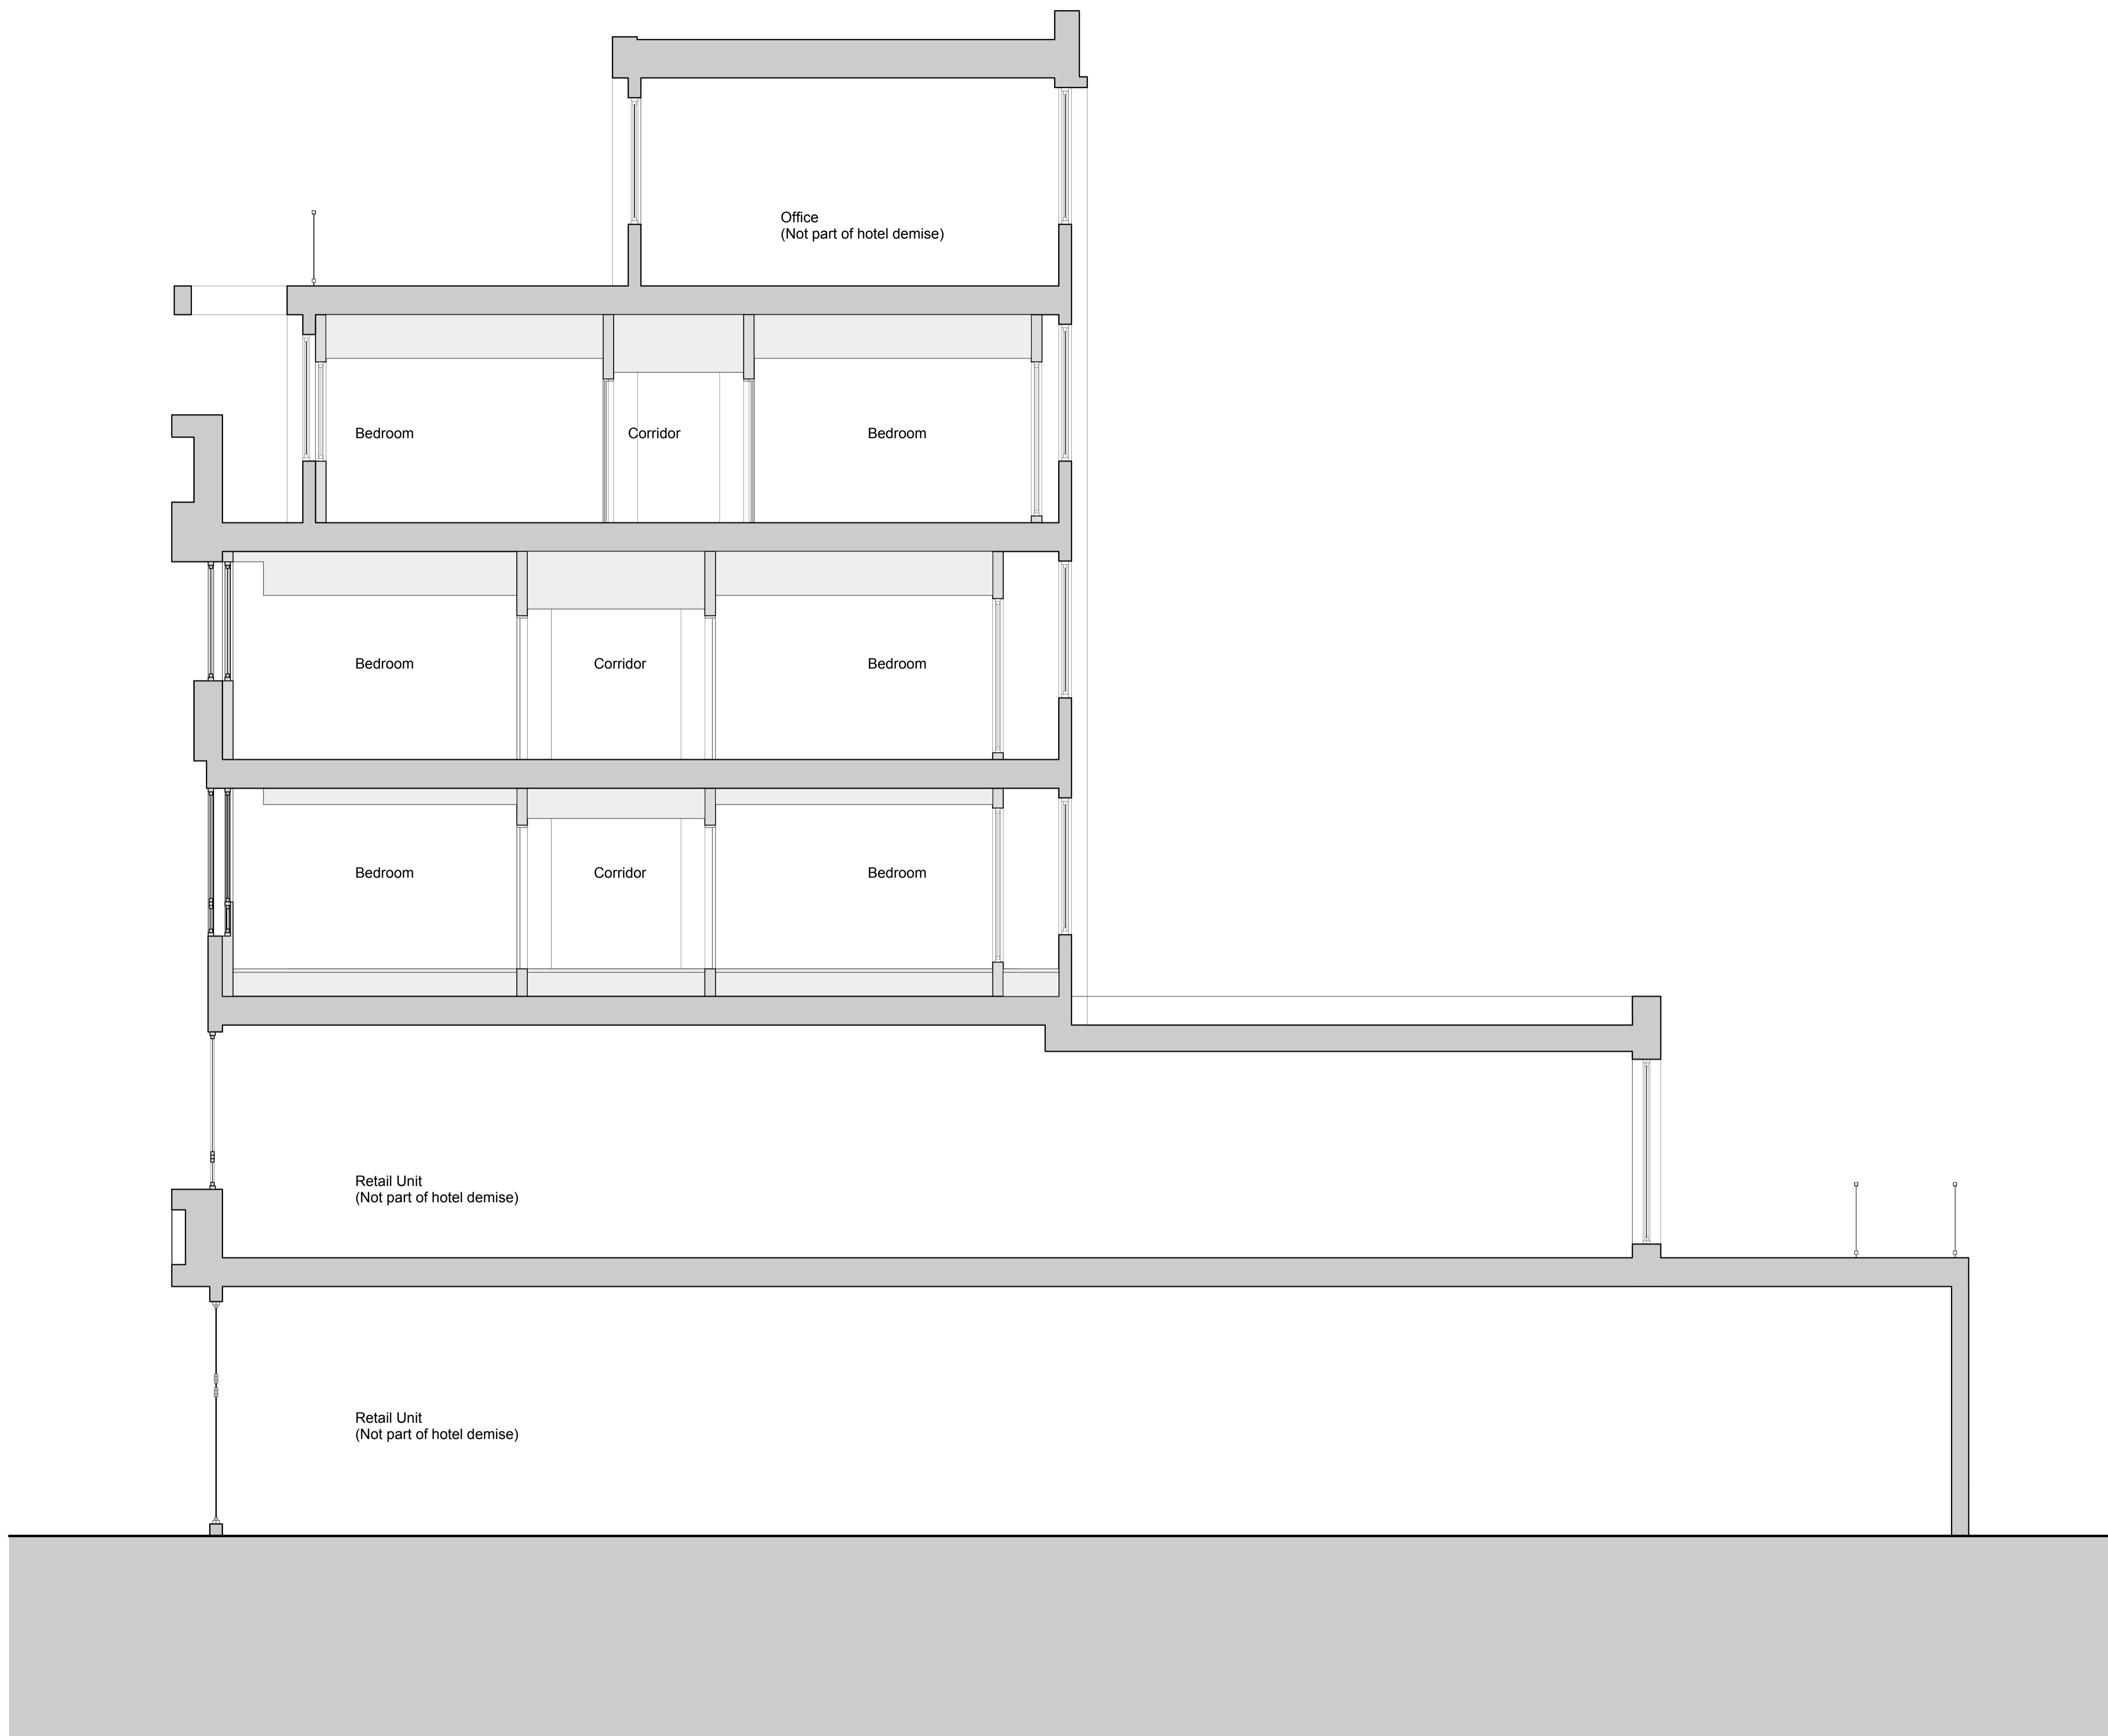 Office
(Not part of hotel demise)
Bedroom
Corridor
Bedroom
Bedroom
Corridor
Bedroom
Bedroom
Corridor
Bedroom
Retail Unit
(Not part of hotel demise)
Retail Unit
(Not part of hotel demise)